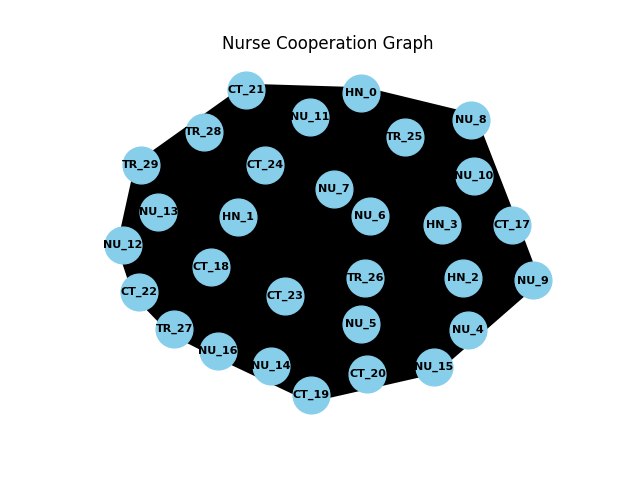 Nurse Cooperation Graph
CT_21
HN_0
NU_11
NU_8
TR_28
TR_25
TR_29
CT_24
NU_10
NU_7
NU_13
HN_1
NU_6
HN_3
CT_17
NU_12
CT_18
TR_26
HN_2
NU_9
CT_22
CT_23
TR_27
NU_5
NU_4
NU_16
NU_14
CT_20
NU_15
CT_19